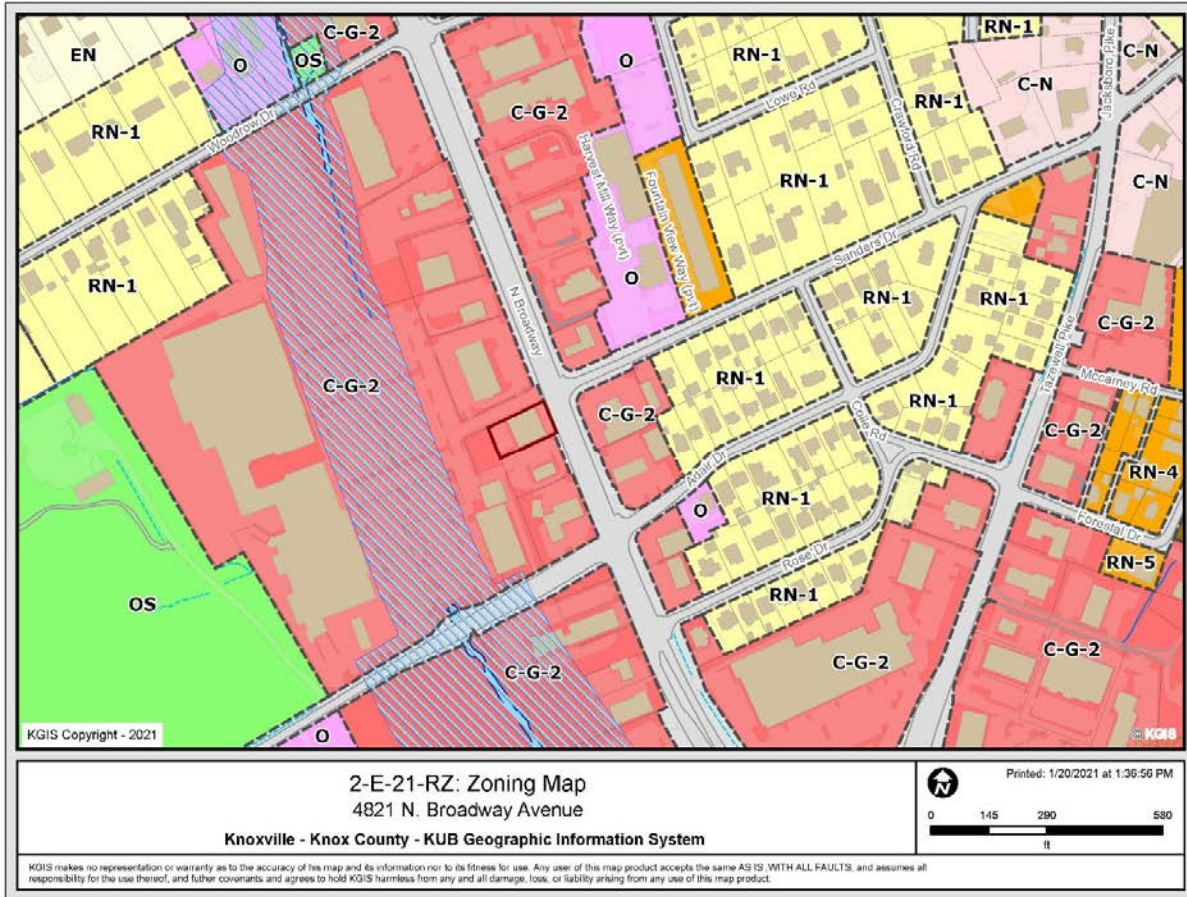 C-G-2
EN
O
OS
RN-1
Woodrow Dr
RN-1
C-G-2
O
RN-1
Lowe Rd
Crawford Rd
RN-1
RN-1
C-N
Jacksboro Pike
C-N
C-N
Harvest Mill Way (pvt)
Fountain View Way (pvt)
RN-1
Sanders Dr
O
N Broadway
RN-1
RN-1
C-G-2
Tazewell Pike
Mccarney Rd
C-G-2
RN-1
C-G-2
RN-1
Coile Rd
C-G-2
RN-4
Adair Dr
RN-1
O
Forestal Dr
Rose Dr
RN-1
RN-5
OS
C-G-2
C-G-2
C-G-2
O
KGIS Copyright - 2021
© KGIS
2-E-21-RZ: Zoning Map
4821 N. Broadway Avenue
Knoxville - Knox County - KUB Geographic Information System
N
Printed: 1/20/2021 at 1:36:56 PM
0 145 290 580
ft
KGIS makes no representation or warranty as to the accuracy of his map and its information nor to its fitness for use. Any user of this map product accepts the same AS IS ,WITH ALL FAULTS, and assumes all
responsibility for the use thereof, and futher covenants and agrees to hold KGIS harmless from any and all damage, loss, or liability arising from any use of this map product.